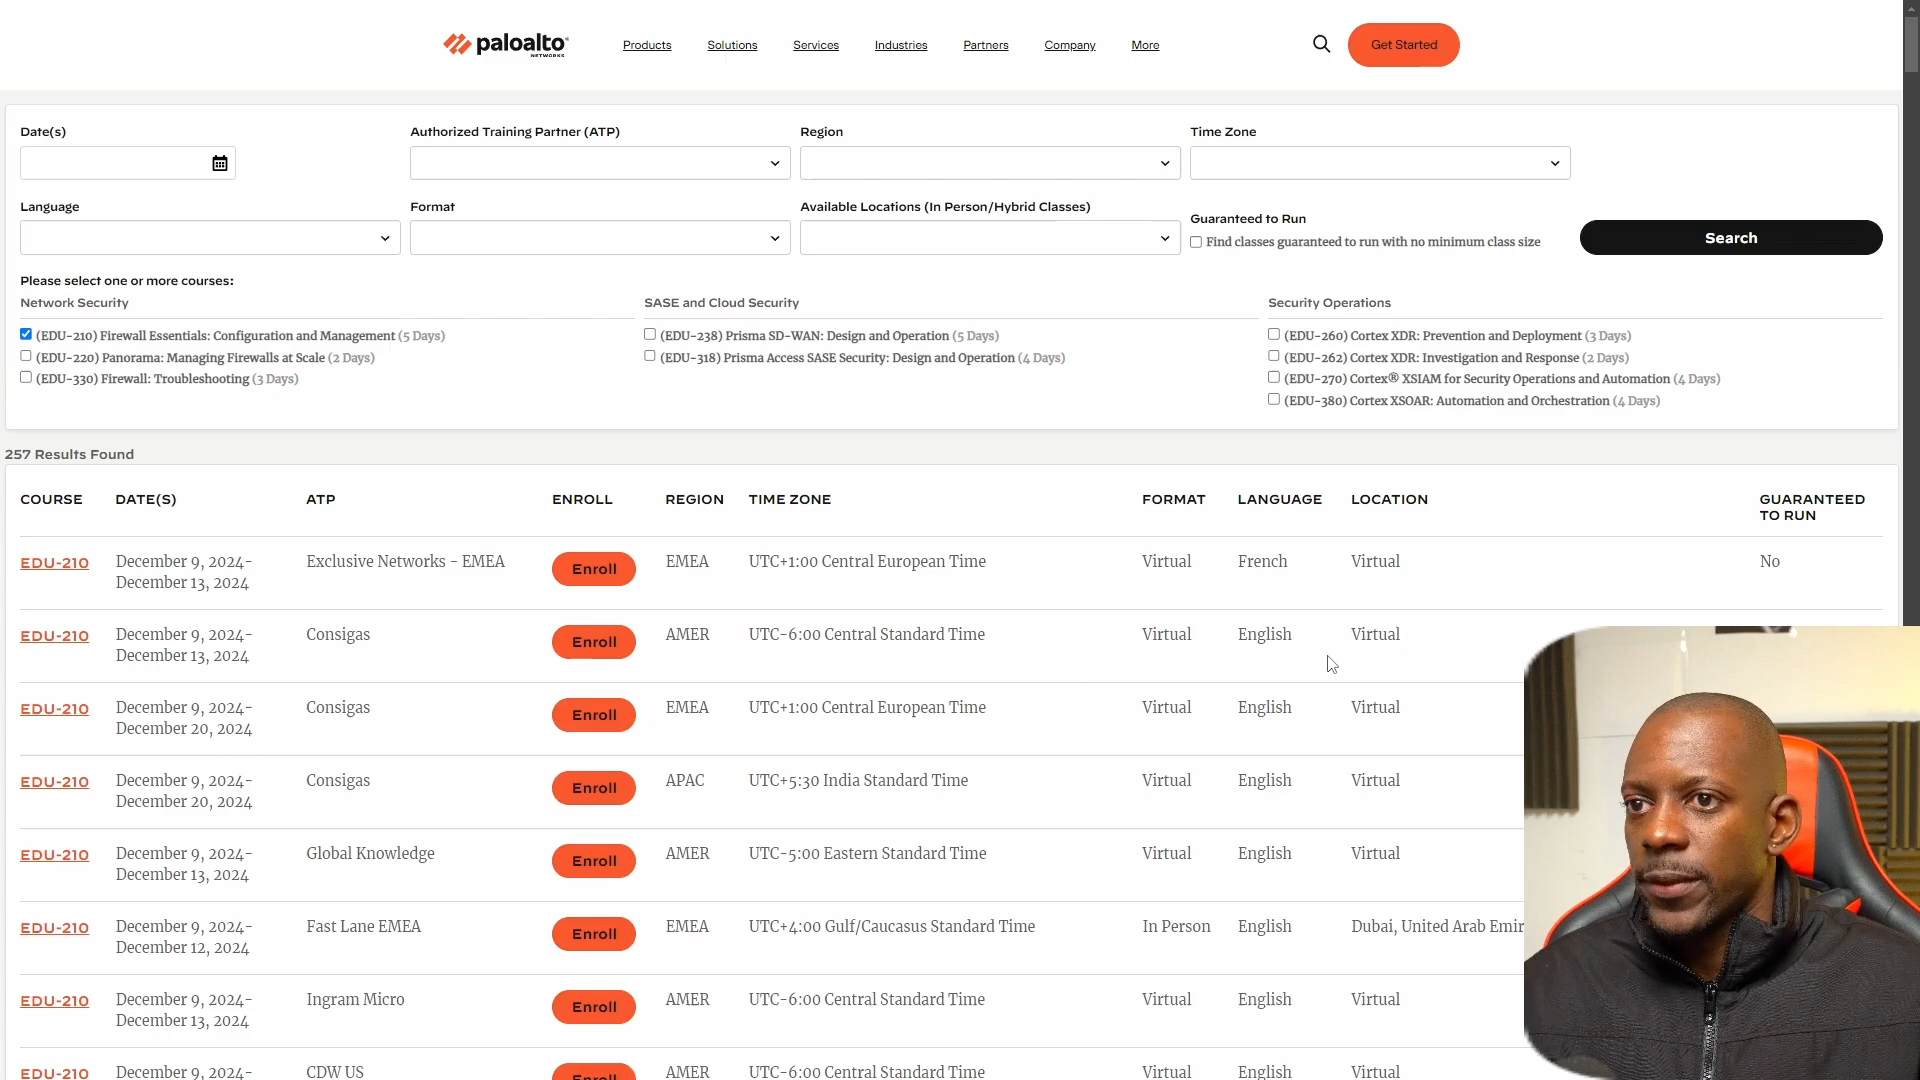 paloalto
NETWORKS
Products Solutions Services Industries Partners Company More Get Started
Date(s) Authorized Training Partner (ATP) Region Time Zone
Language Format Available Locations (In Person/Hybrid Classes) Guaranteed to Run
Find classes guaranteed to run with no minimum class size Search
Please select one or more courses:
Network Security
(EDU-210) Firewall Essentials: Configuration and Management (5 Days)
(EDU-220) Panorama: Managing Firewalls at Scale (2 Days)
(EDU-330) Firewall: Troubleshooting (3 Days)
SASE and Cloud Security
(EDU-238) Prisma SD-WAN: Design and Operation (5 Days)
(EDU-318) Prisma Access SASE Security: Design and Operation (4 Days)
Security Operations
(EDU-260) Cortex XDR: Prevention and Deployment (3 Days)
(EDU-262) Cortex XDR: Investigation and Response (2 Days)
(EDU-270) Cortex® XSIAM for Security Operations and Automation (4 Days)
(EDU-380) Cortex XSOAR: Automation and Orchestration (4 Days)
257 Results Found
COURSE DATE(S) ATP ENROLL REGION TIME ZONE FORMAT LANGUAGE LOCATION GUARANTEED
TO RUN
EDU-210 December 9, 2024- Exclusive Networks - EMEA Enroll EMEA UTC+1:00 Central European Time Virtual French Virtual No
December 13, 2024
EDU-210 December 9, 2024- Consigas Enroll AMER UTC-6:00 Central Standard Time Virtual English Virtual
December 13, 2024
EDU-210 December 9, 2024- Consigas Enroll EMEA UTC+1:00 Central European Time Virtual English Virtual
December 20, 2024
EDU-210 December 9, 2024- Consigas Enroll APAC UTC+5:30 India Standard Time Virtual English Virtual
December 20, 2024
EDU-210 December 9, 2024- Global Knowledge Enroll AMER UTC-5:00 Eastern Standard Time Virtual English Virtual
December 13, 2024
EDU-210 December 9, 2024- Fast Lane EMEA Enroll EMEA UTC+4:00 Gulf/Caucasus Standard Time In Person English Dubai, United Arab Emir
December 12, 2024
EDU-210 December 9, 2024- Ingram Micro Enroll AMER UTC-6:00 Central Standard Time Virtual English Virtual
December 13, 2024
EDU-210 December 9, 2024- CDW US Enroll AMER UTC-6:00 Central Standard Time Virtual English Virtual